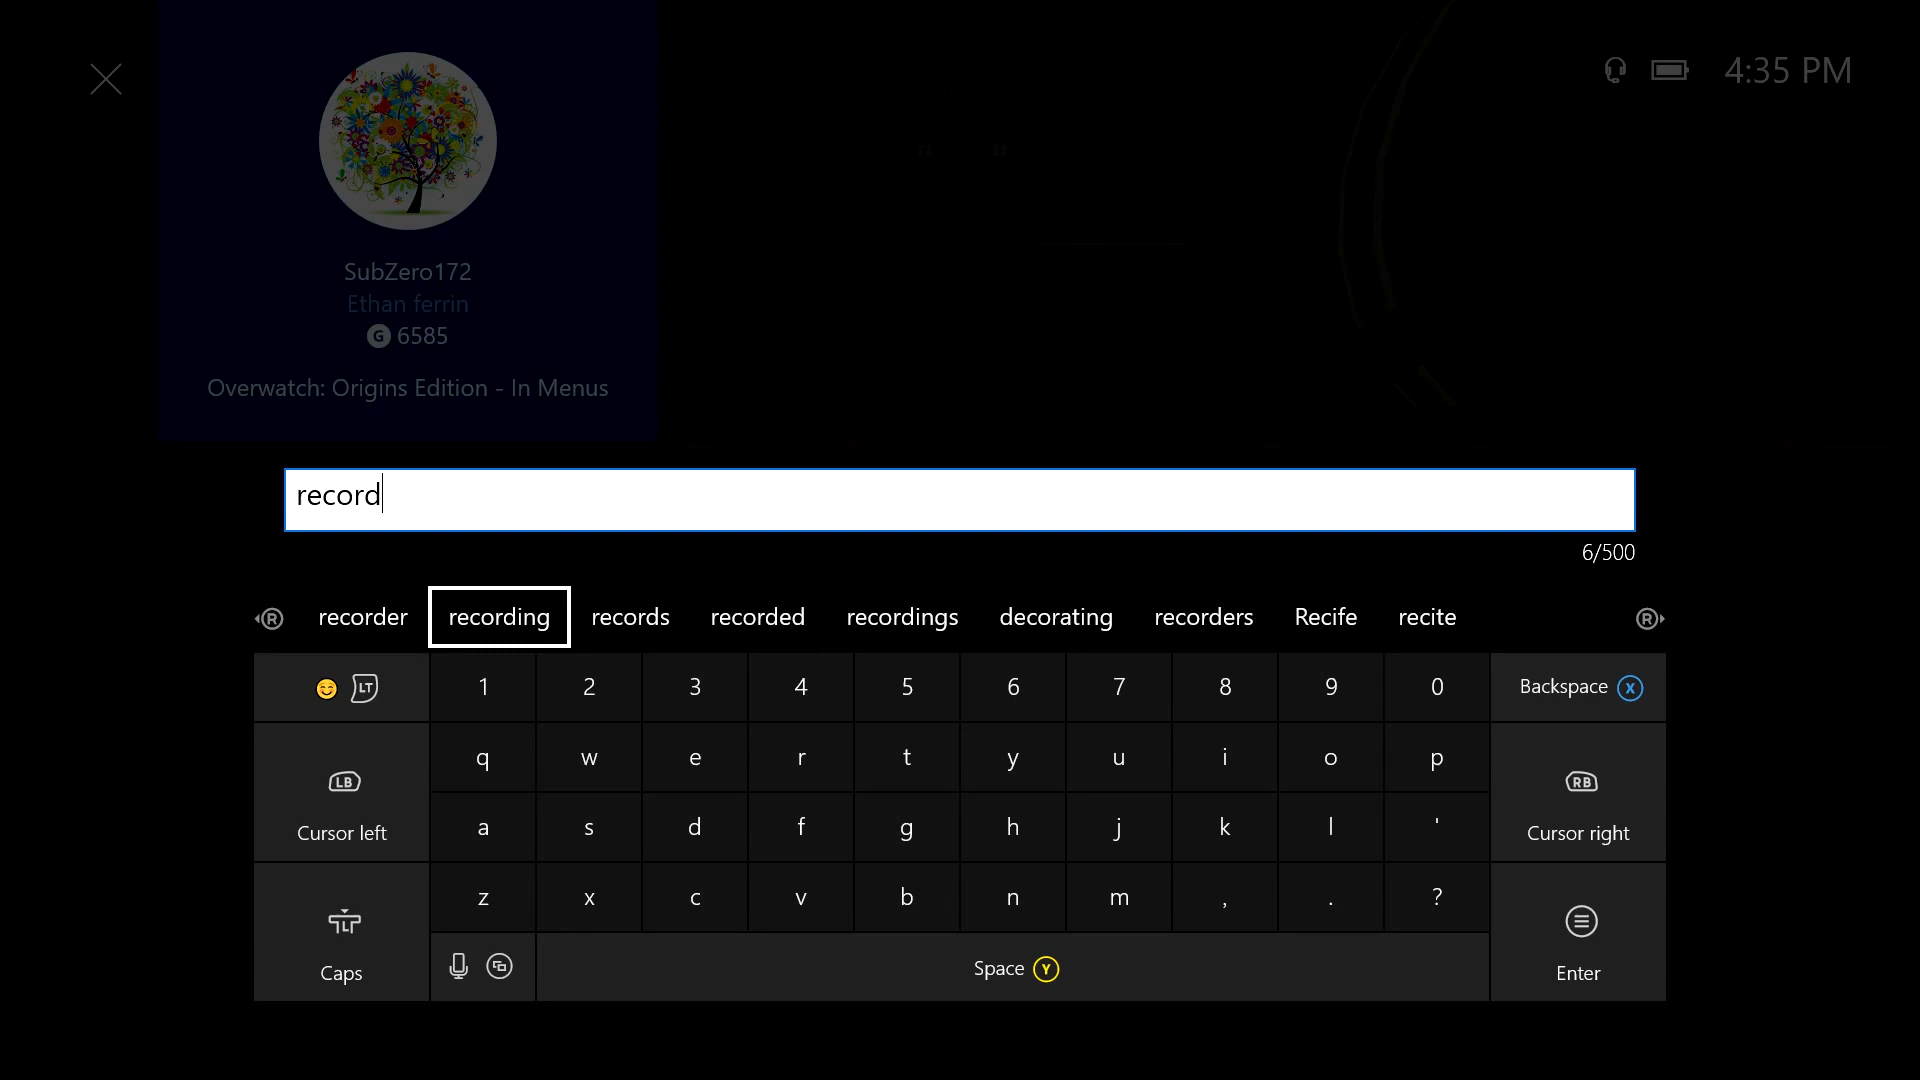 4:35 PM
SubZero172
Ethan ferrin
G 6585
Overwatch: Origins Edition - In Menus
record
6/500
R recorder recording records recorded recordings decorating recorders Recife recite R
LT 1 2 3 4 5 6 7 8 9 0 Backspace X
LB q w e r t y u i o p RB
Cursor left a s d f g h j k l ' Cursor right
LT z x c v b n m , . ?
Caps Space Y Enter